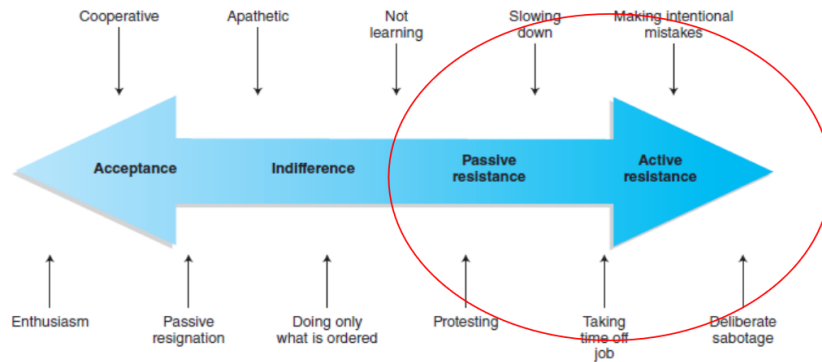 Cooperative
Apathetic
Not
learning
Slowing
down
Making intentional
mistakes
Acceptance
Indifference
Passive
resistance
Active
resistance
Enthusiasm
Passive
resignation
Doing only
what is ordered
Protesting
Taking
time off
job
Deliberate
sabotage